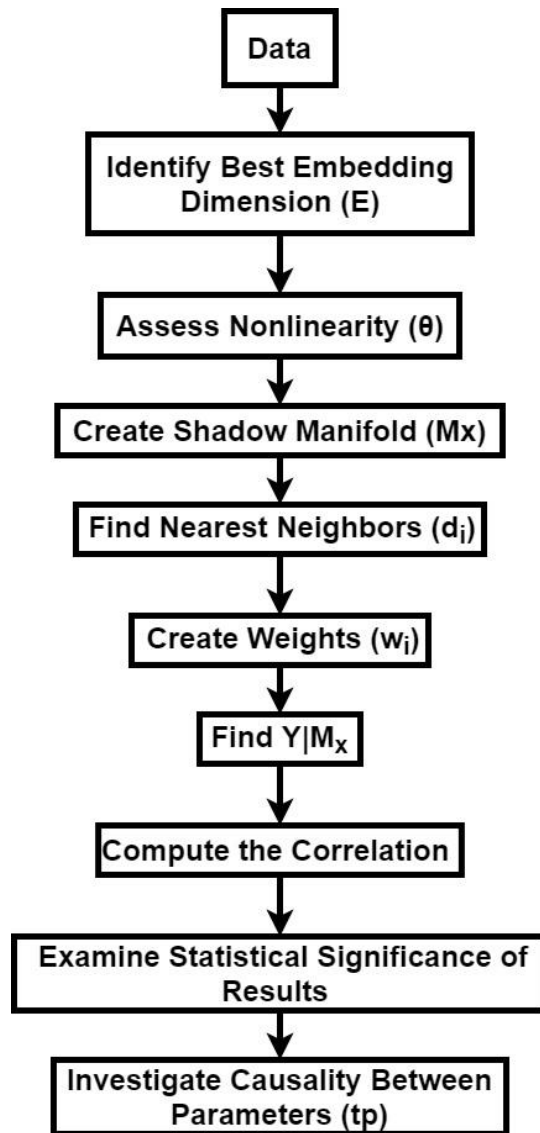 Data
Identify Best Embedding
Dimension (E)
Assess Nonlinearity (θ)
Create Shadow Manifold (Mx)
Find Nearest Neighbors (dᵢ)
Create Weights (wᵢ)
Find Y|Mₓ
Compute the Correlation
Examine Statistical Significance of
Results
Investigate Causality Between
Parameters (tp)